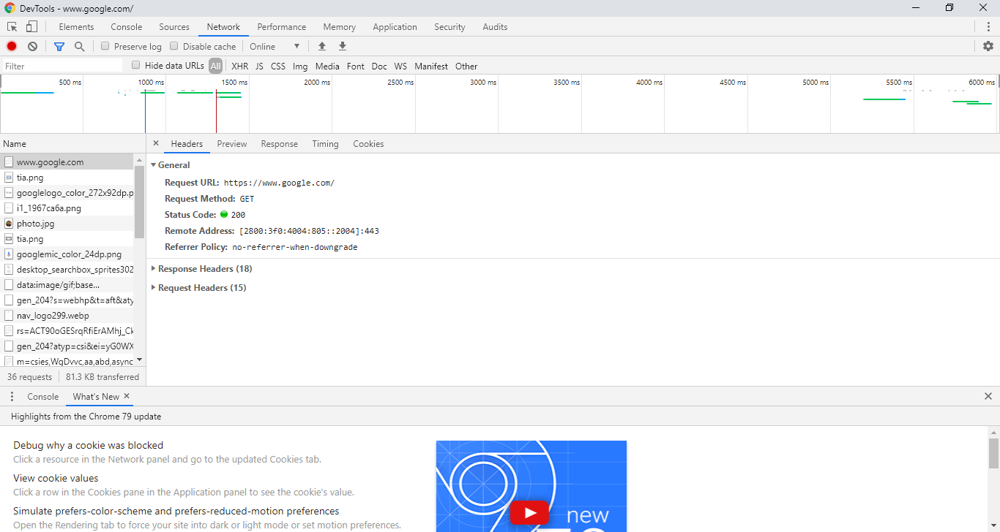 DevTools - www.google.com/
Elements Console Sources Network Performance Memory Application Security Audits
Preserve log Disable cache Online
Filter Hide data URLs All XHR JS CSS Img Media Font Doc WS Manifest Other
500 ms 1000 ms 1500 ms 2000 ms 2500 ms 3000 ms 3500 ms 4000 ms 4500 ms 5000 ms 5500 ms 6000 ms
Name
Headers Preview Response Timing Cookies
www.google.com
tia.png
googlelogo_color_272x92dp.p
i1_1967ca6a.png
photo.jpg
tia.png
googlemic_color_24dp.png
desktop_searchbox_sprites302
data:image/gif;base...
gen_204?s=webhp&t=aft&aty
nav_logo299.webp
rs=ACT90oGESrqRfiErAMhj_Ck
gen_204?atyp=csi&ei=yG0WX
m=csies,WgDvvc,aa,abd,async
36 requests 81.3 KB transferred
General
Request URL: https://www.google.com/
Request Method: GET
Status Code: 200
Remote Address: [2800:3f0:4004:805::2004]:443
Referrer Policy: no-referrer-when-downgrade
Response Headers (18)
Request Headers (15)
Console What's New
Highlights from the Chrome 79 update
Debug why a cookie was blocked
Click a resource in the Network panel and go to the updated Cookies tab.
View cookie values
Click a row in the Cookies pane in the Application panel to see the cookie's value.
Simulate prefers-color-scheme and prefers-reduced-motion preferences
Open the Rendering tab to force your site into dark or light mode or set motion preferences.
new